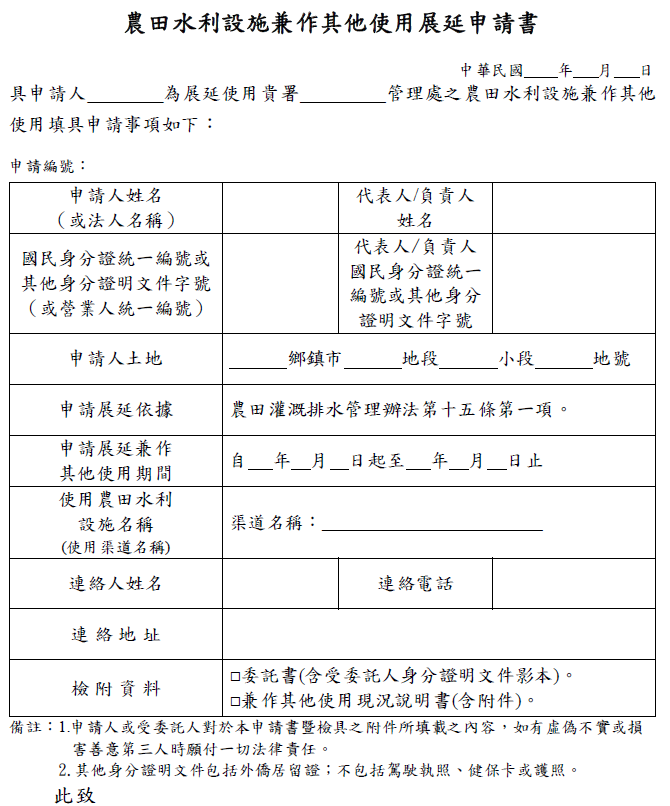 農田水利設施兼作其他使用展延申請書
中華民國____年___月___日
具申請人________為展延使用貴署_________管理處之農田水利設施兼作其他
使用填具申請事項如下：
申請編號：
申請人姓名
（或法人名稱）
代表人/負責人
姓名
國民身分證統一編號或
其他身分證明文件字號
（或營業人統一編號）
代表人/負責人
國民身分證統一
編號或其他身分
證明文件字號
申請人土地
______鄉鎮市______地段______小段______地號
申請展延依據
農田灌溉排水管理辦法第十五條第一項。
申請展延兼作
其他使用期間
自___年__月__日起至___年__月__日止
使用農田水利
設施名稱
(使用渠道名稱)
渠道名稱：______________________
連絡人姓名
連絡電話
連絡地址
檢附資料
□委託書(含受委託人身分證明文件影本)。
□兼作其他使用現況說明書(含附件)。
備註：1.申請人或受委託人對於本申請書暨檢具之附件所填載之內容，如有虛偽不實或損
害善意第三人時願付一切法律責任。
2.其他身分證明文件包括外僑居留證；不包括駕駛執照、健保卡或護照。
此致